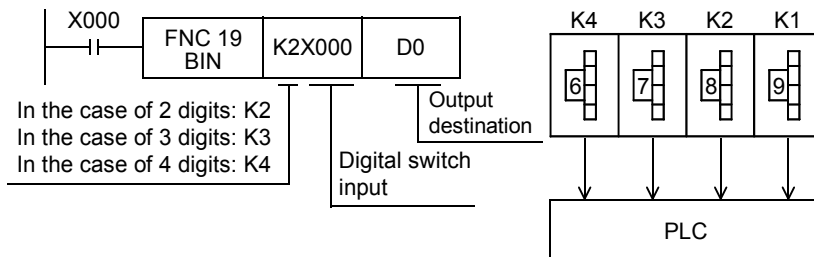 X000
FNC 19
BIN
K2X000
D0
In the case of 2 digits: K2
In the case of 3 digits: K3
In the case of 4 digits: K4
Output
destination
Digital switch
input
K4 K3 K2 K1
6 7 8 9
PLC